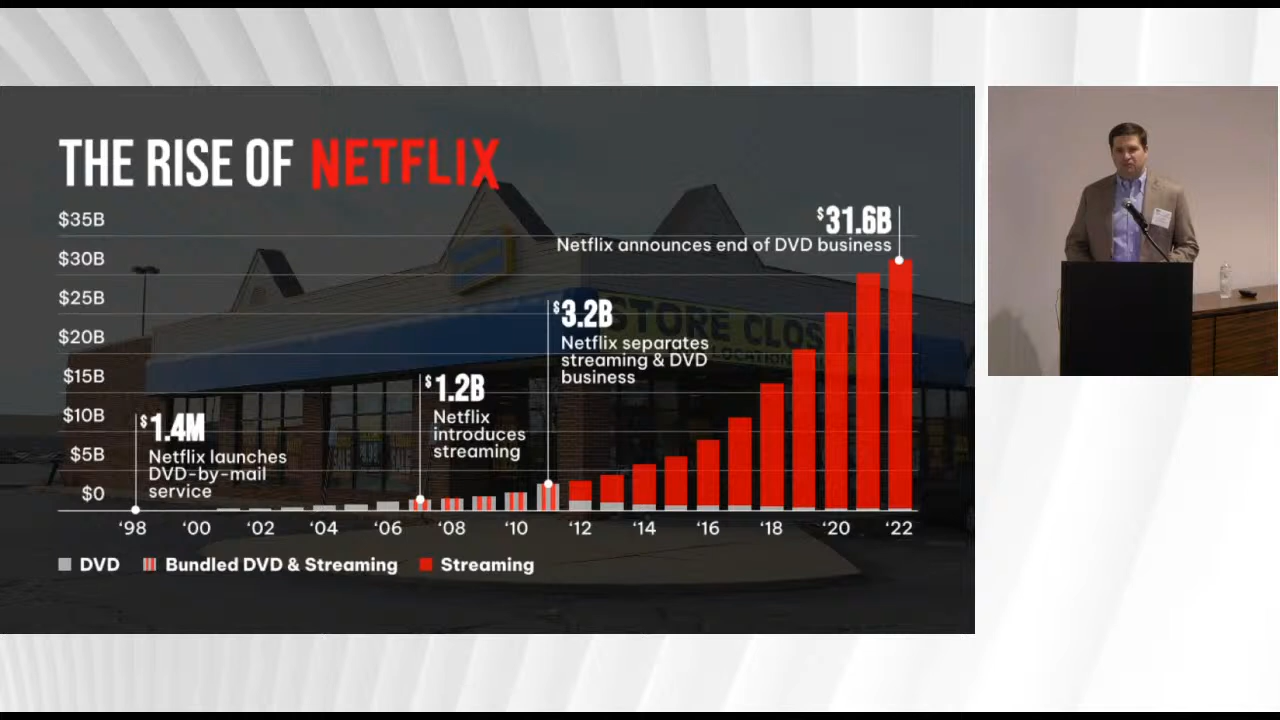 THE RISE OF NETFLIX
$35B
$31.6B
Netflix announces end of DVD business
$30B
$25B
$3.2B
Netflix separates
streaming & DVD
business
STORE CLOS
LOCATION
$20B
$15B
$1.2B
Netflix
introduces
streaming
$10B
$1.4M
Netflix launches
DVD-by-mail
service
$5B
$0
‘98 ‘00 ‘02 ‘04 ‘06 ‘08 ‘10 ‘12 ‘14 ‘16 ‘18 ‘20 ‘22
DVD Bundled DVD & Streaming Streaming